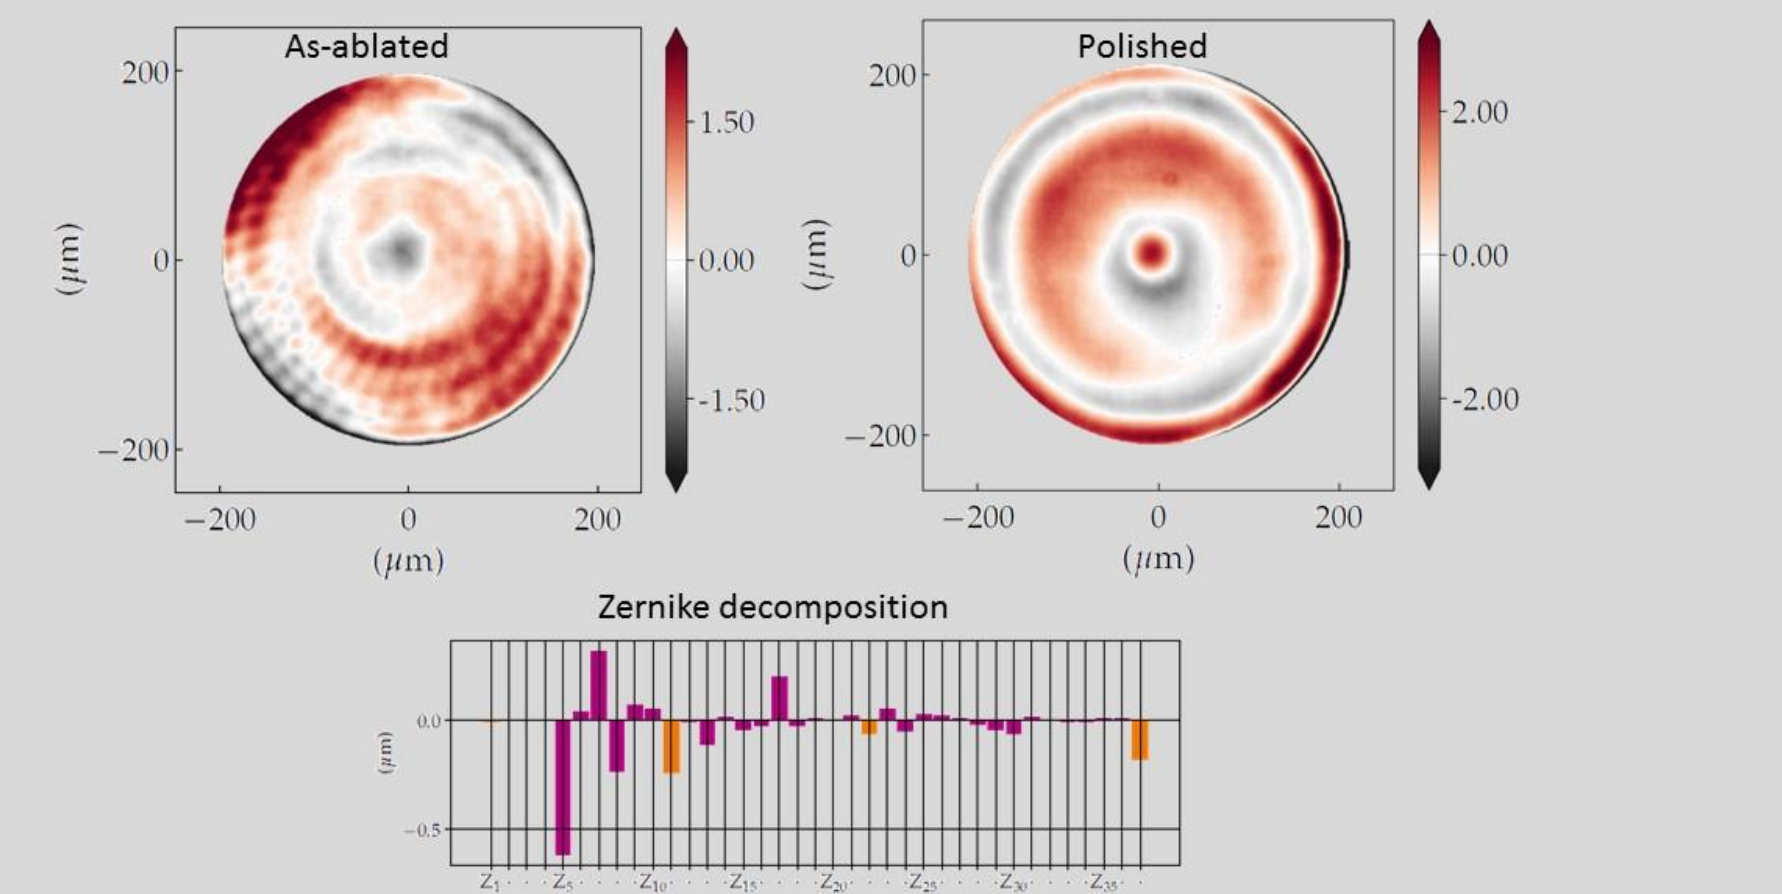 As-ablated
Polished
200
0
−200
(μm)
1.50
0.00
-1.50
−200 0 200
(μm)
200
0
−200
(μm)
2.00
0.00
-2.00
−200 0 200
(μm)
Zernike decomposition
0.0
−0.5
(μm)
Z1 · · · Z5 · · · · Z10 · · · · Z15 · · · · Z20 · · · · Z25 · · · · Z30 · · · · Z35 · ·